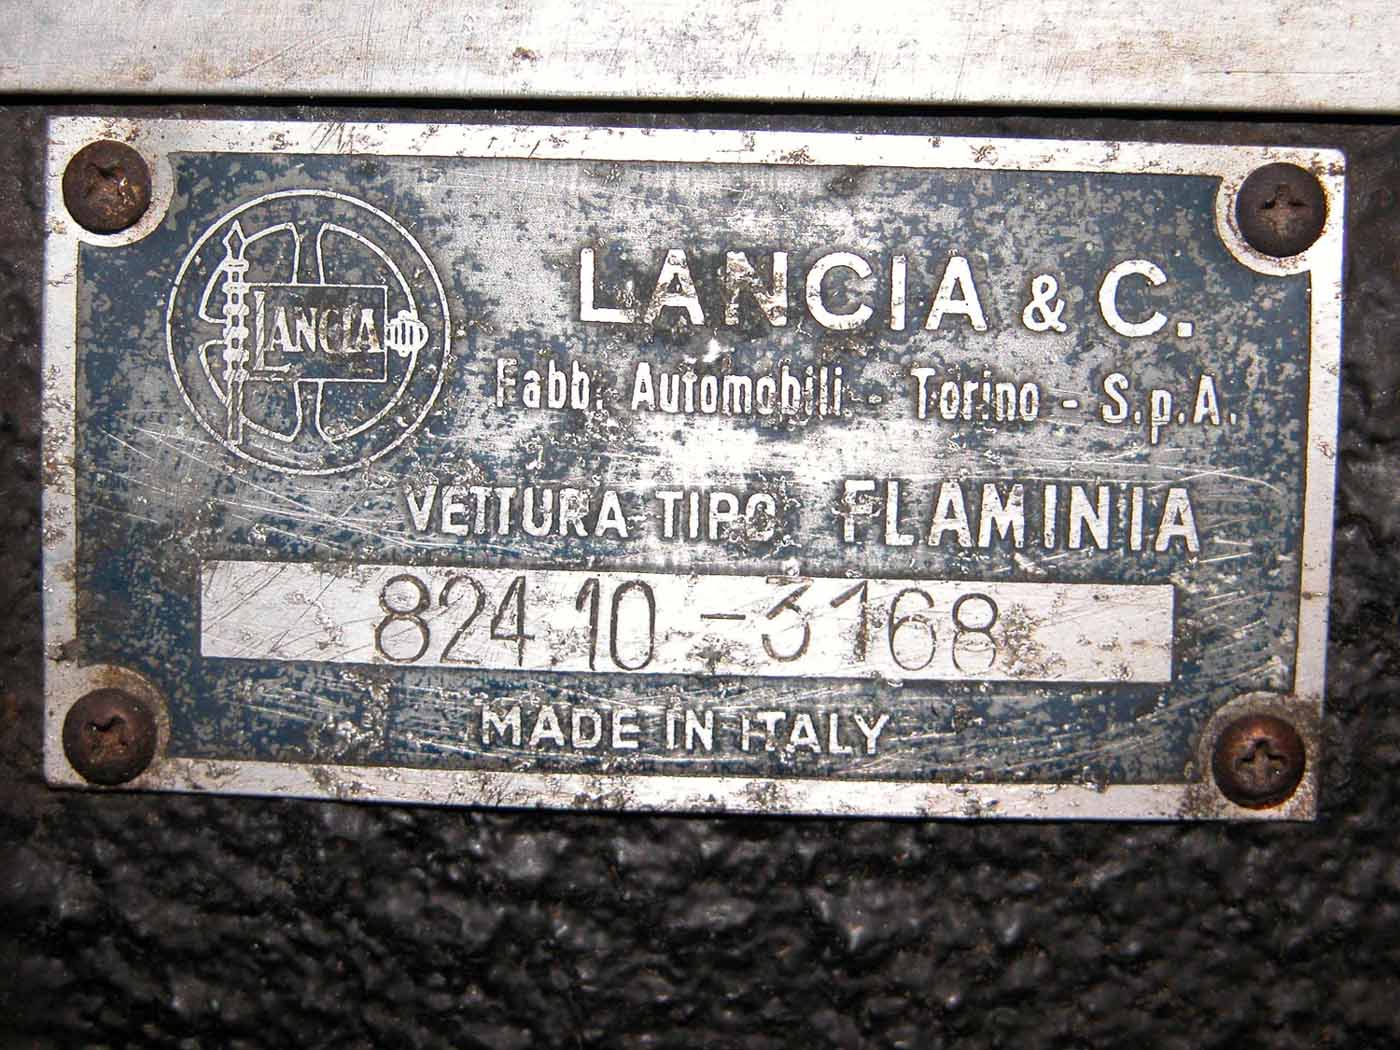 LANCIA
LANCIA & C.
Fabb. Automobili - Torino - S.p.A.
VETTURA TIPO FLAMINIA
824 10 - 3168
MADE IN ITALY